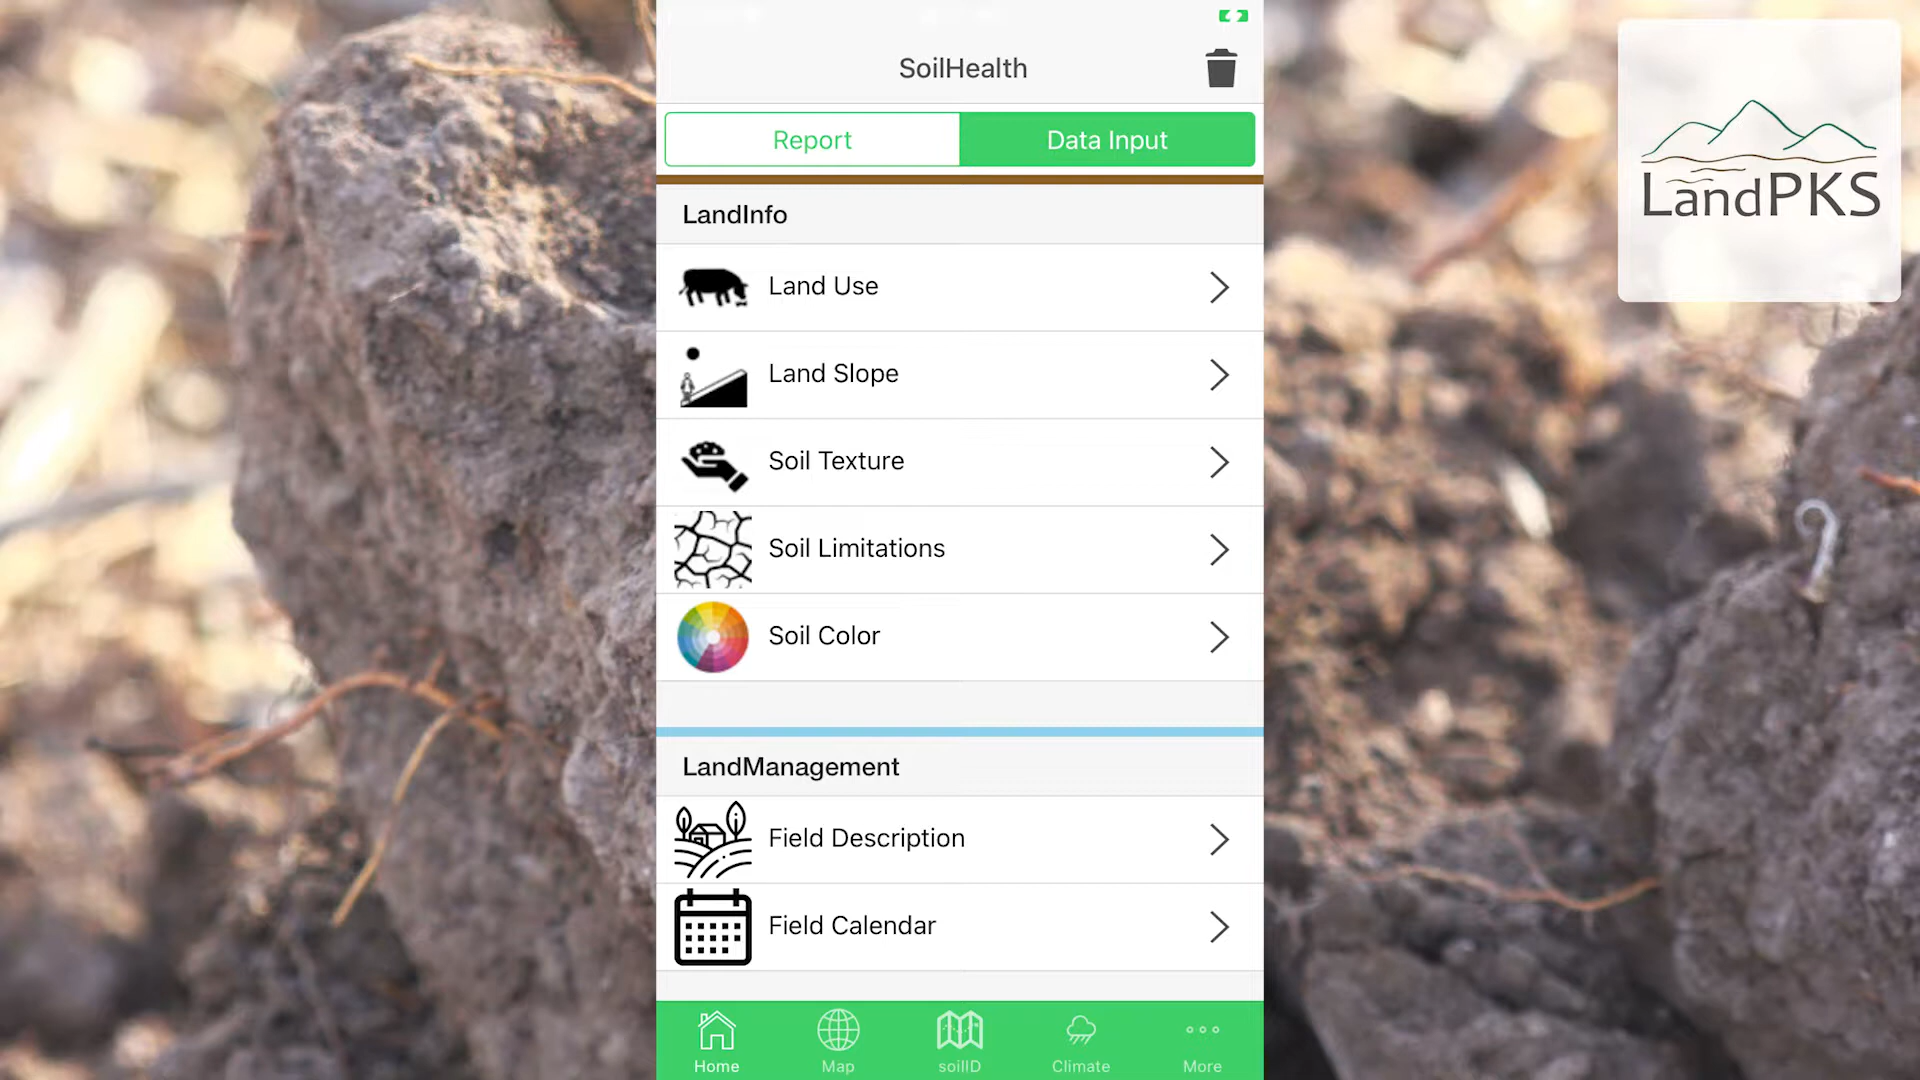 SoilHealth
Report
Data Input
LandInfo
Land Use
Land Slope
Soil Texture
Soil Limitations
Soil Color
LandManagement
Field Description
Field Calendar
Home
Map
soilID
Climate
More
LandPKS